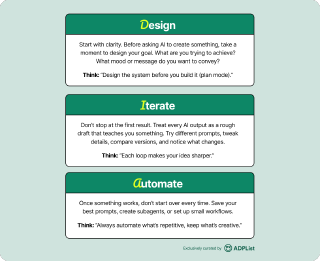 Design
Start with clarity. Before asking AI to create something, take a
moment to design your goal. What are you trying to achieve?
What mood or message do you want to convey?
Think: "Design the system before you build it (plan mode)."
Iterate
Don't stop at the first result. Treat every AI output as a rough
draft that teaches you something. Try different prompts, tweak
details, compare versions, and notice what changes.
Think: "Each loop makes your idea sharper."
Automate
Once something works, don't start over every time. Save your
best prompts, create subagents, or set up small workflows.
Think: "Always automate what's repetitive, keep what's creative."
Exclusively curated by ADPList